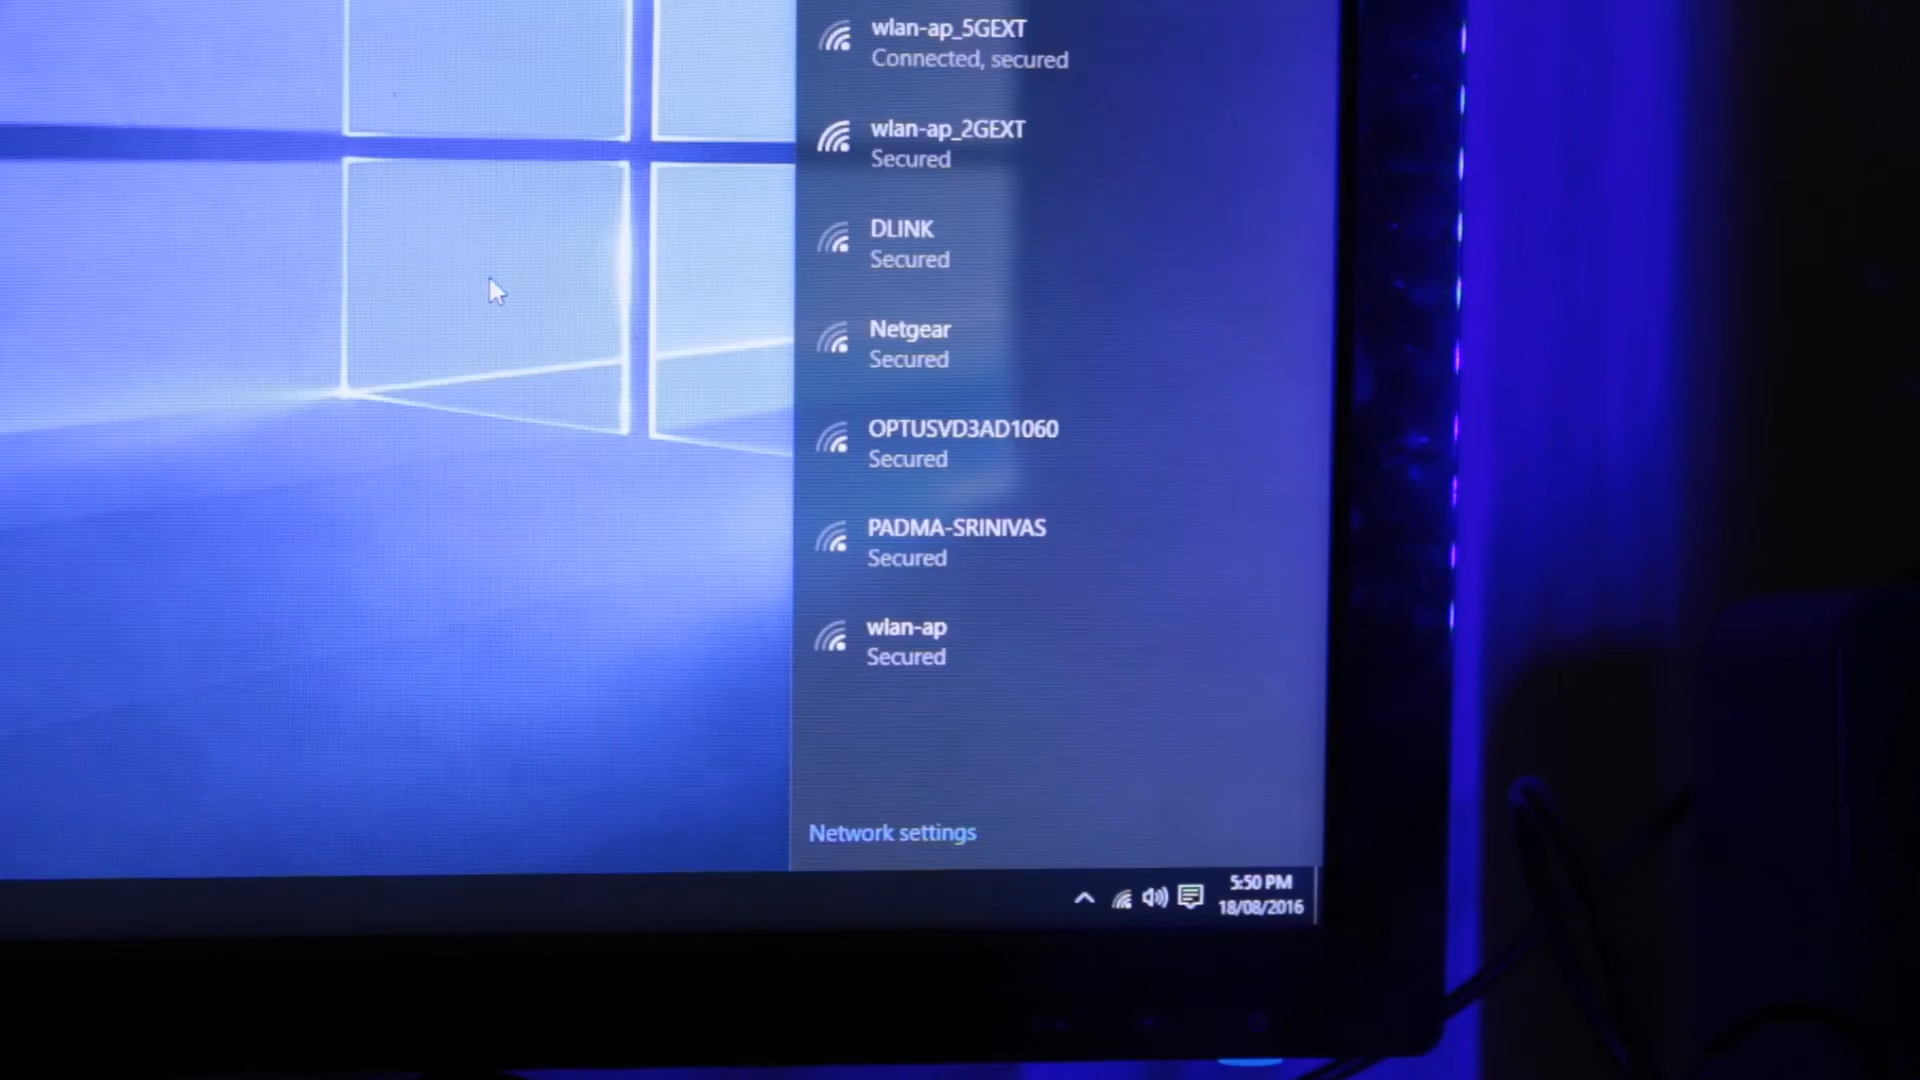 wlan-ap_5GEXT
Connected, secured
wlan-ap_2GEXT
Secured
DLINK
Secured
Netgear
Secured
OPTUSVD3AD1060
Secured
PADMA-SRINIVAS
Secured
wlan-ap
Secured
Network settings
5:50 PM
18/08/2016